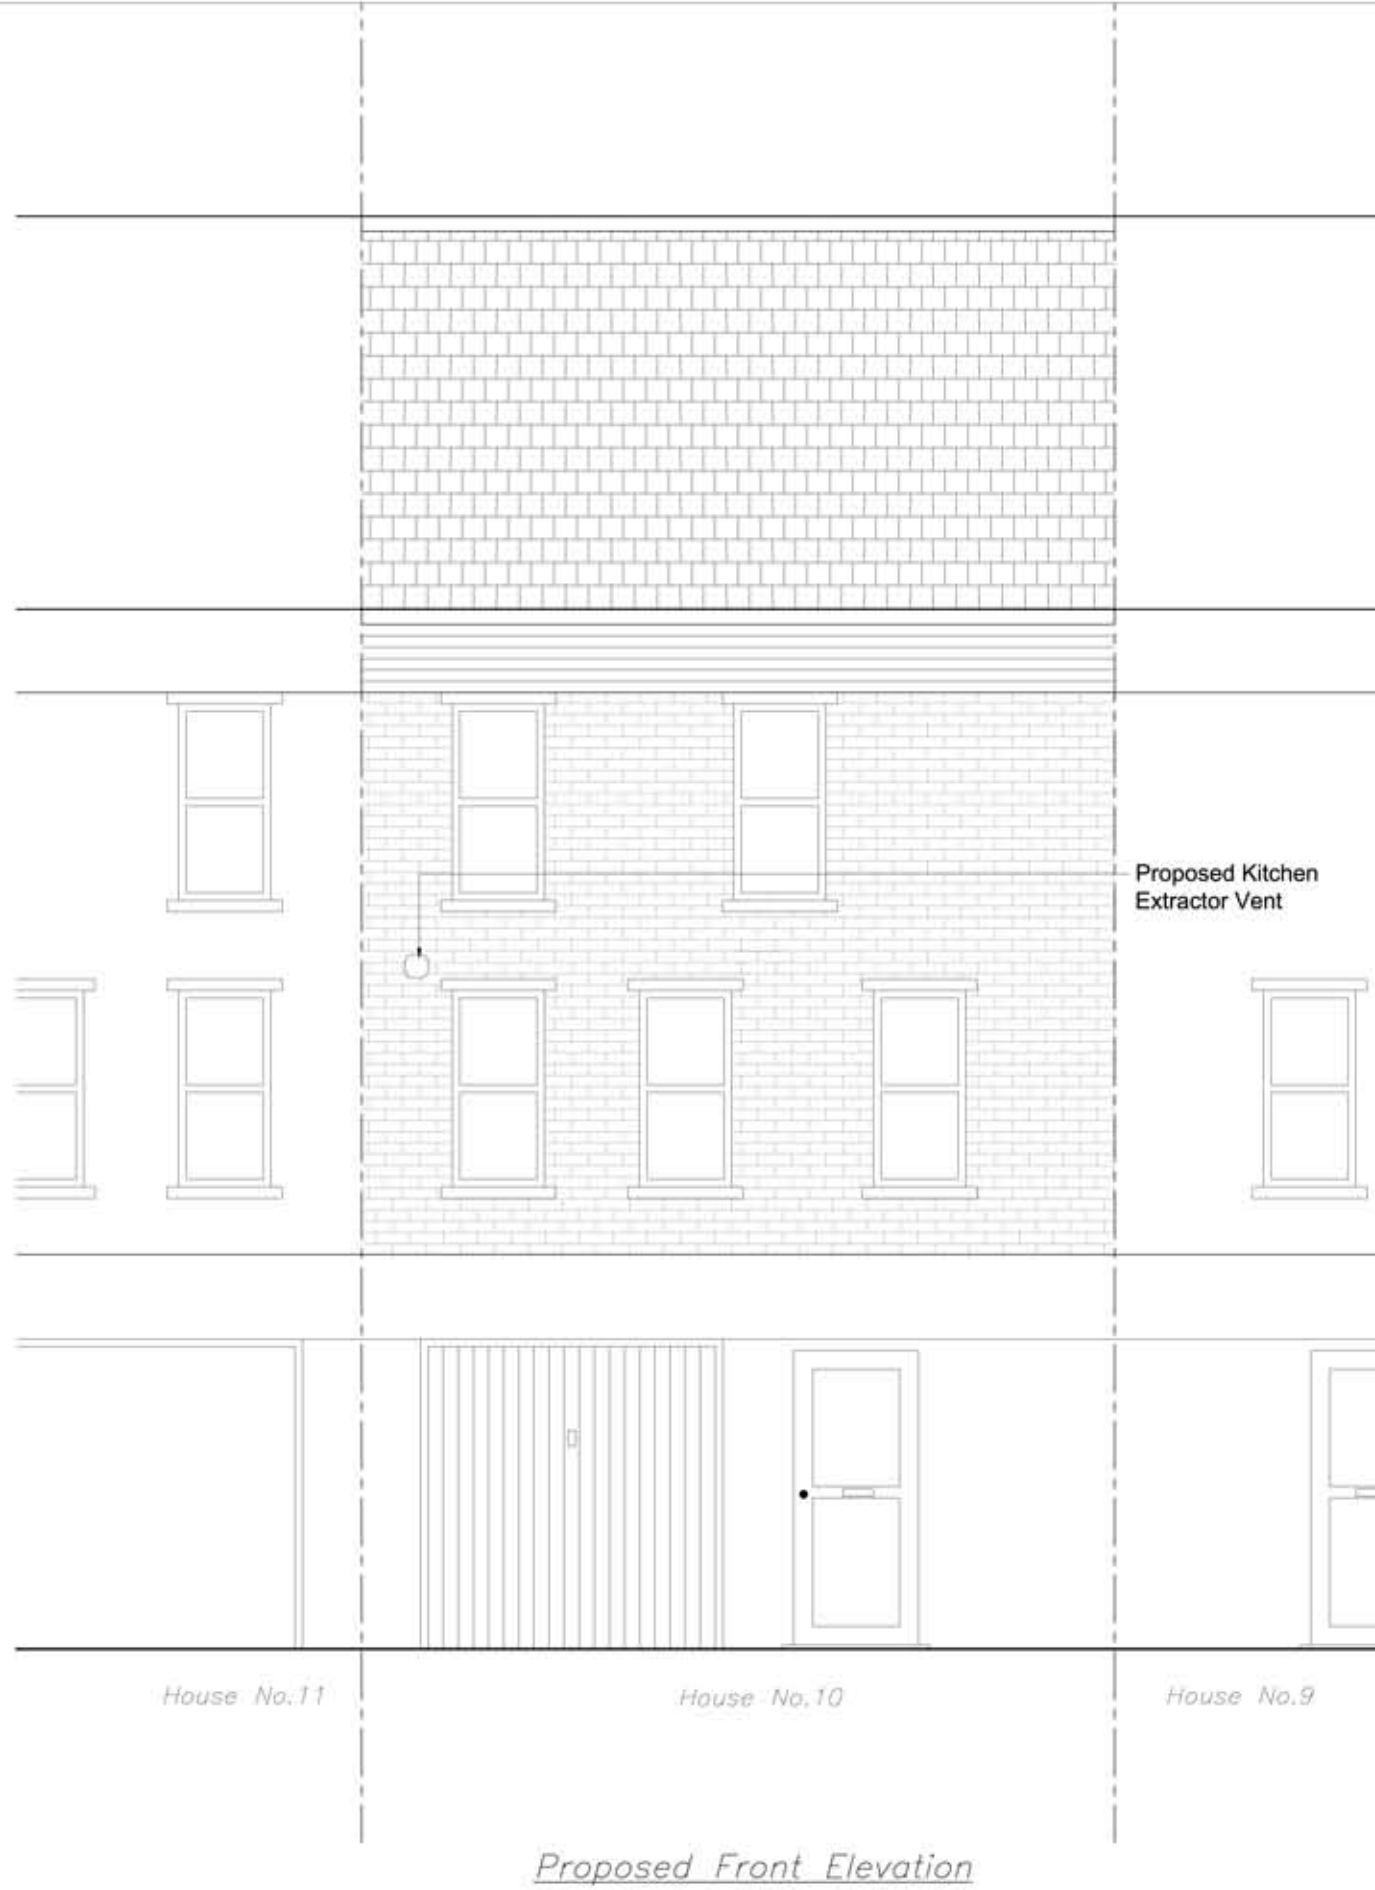 Proposed Kitchen
Extractor Vent
House No.11
House No.10
House No.9
Proposed Front Elevation